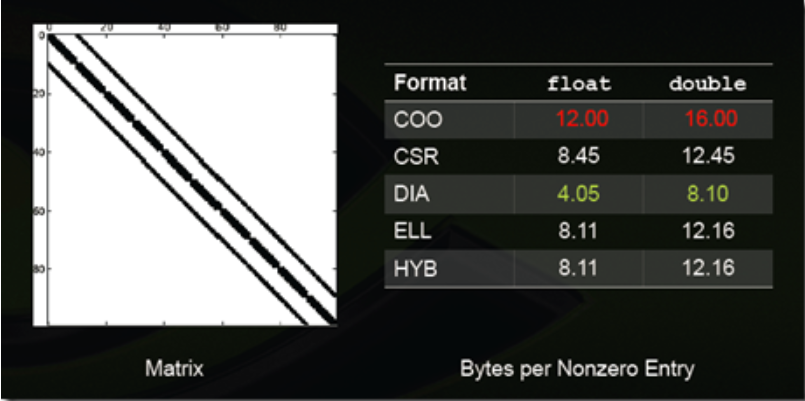 0 20 40 60 80
0
20
40
60
80
Format float double
COO 12.00 16.00
CSR 8.45 12.45
DIA 4.05 8.10
ELL 8.11 12.16
HYB 8.11 12.16
Matrix Bytes per Nonzero Entry